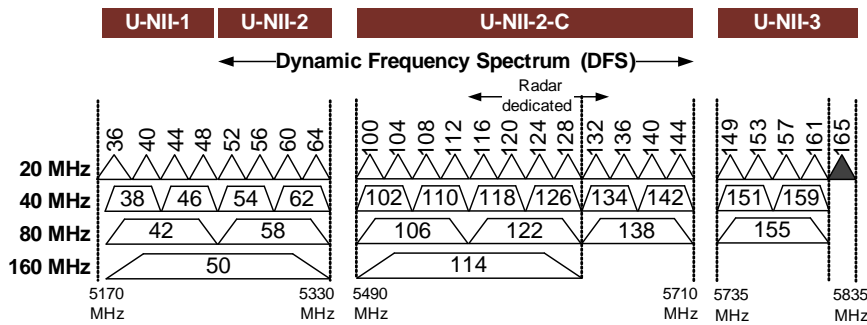 U-NII-1 U-NII-2 U-NII-2-C U-NII-3
Dynamic Frequency Spectrum (DFS)
Radar
dedicated
36 40 44 48 52 56 60 64 100 104 108 112 116 120 124 128 132 136 140 144 149 153 157 161 165
20 MHz
40 MHz 38 46 54 62 102 110 118 126 134 142 151 159
80 MHz 42 58 106 122 138 155
160 MHz 50 114
5170 5330 5490 5710 5735 5835
MHz MHz MHz MHz MHz MHz